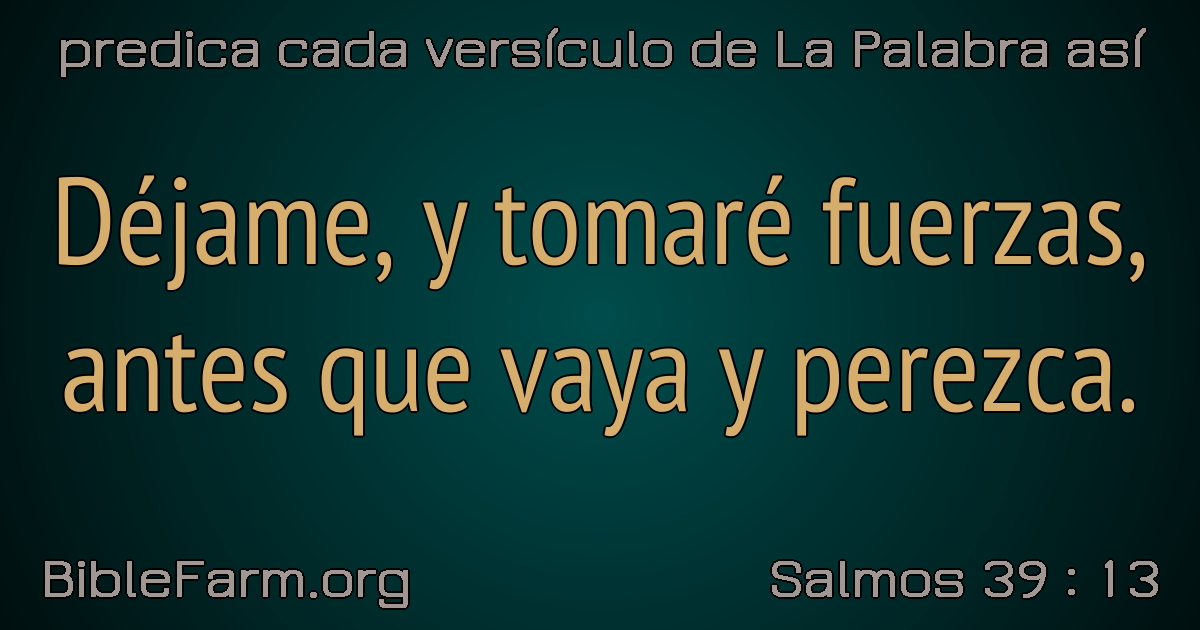 predica cada versículo de La Palabra así
Déjame, y tomaré fuerzas,
antes que vaya y perezca.
BibleFarm.org
Salmos 39 : 13